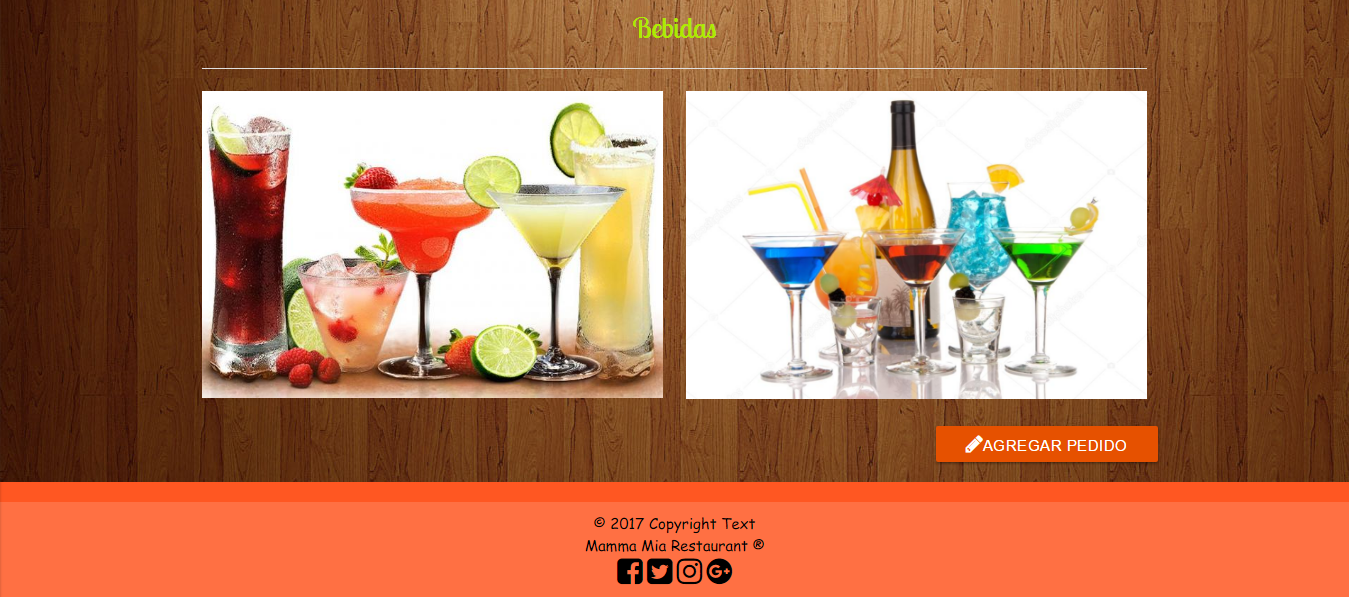 Bebidas
AGREGAR PEDIDO
© 2017 Copyright Text
Mamma Mia Restaurant ®